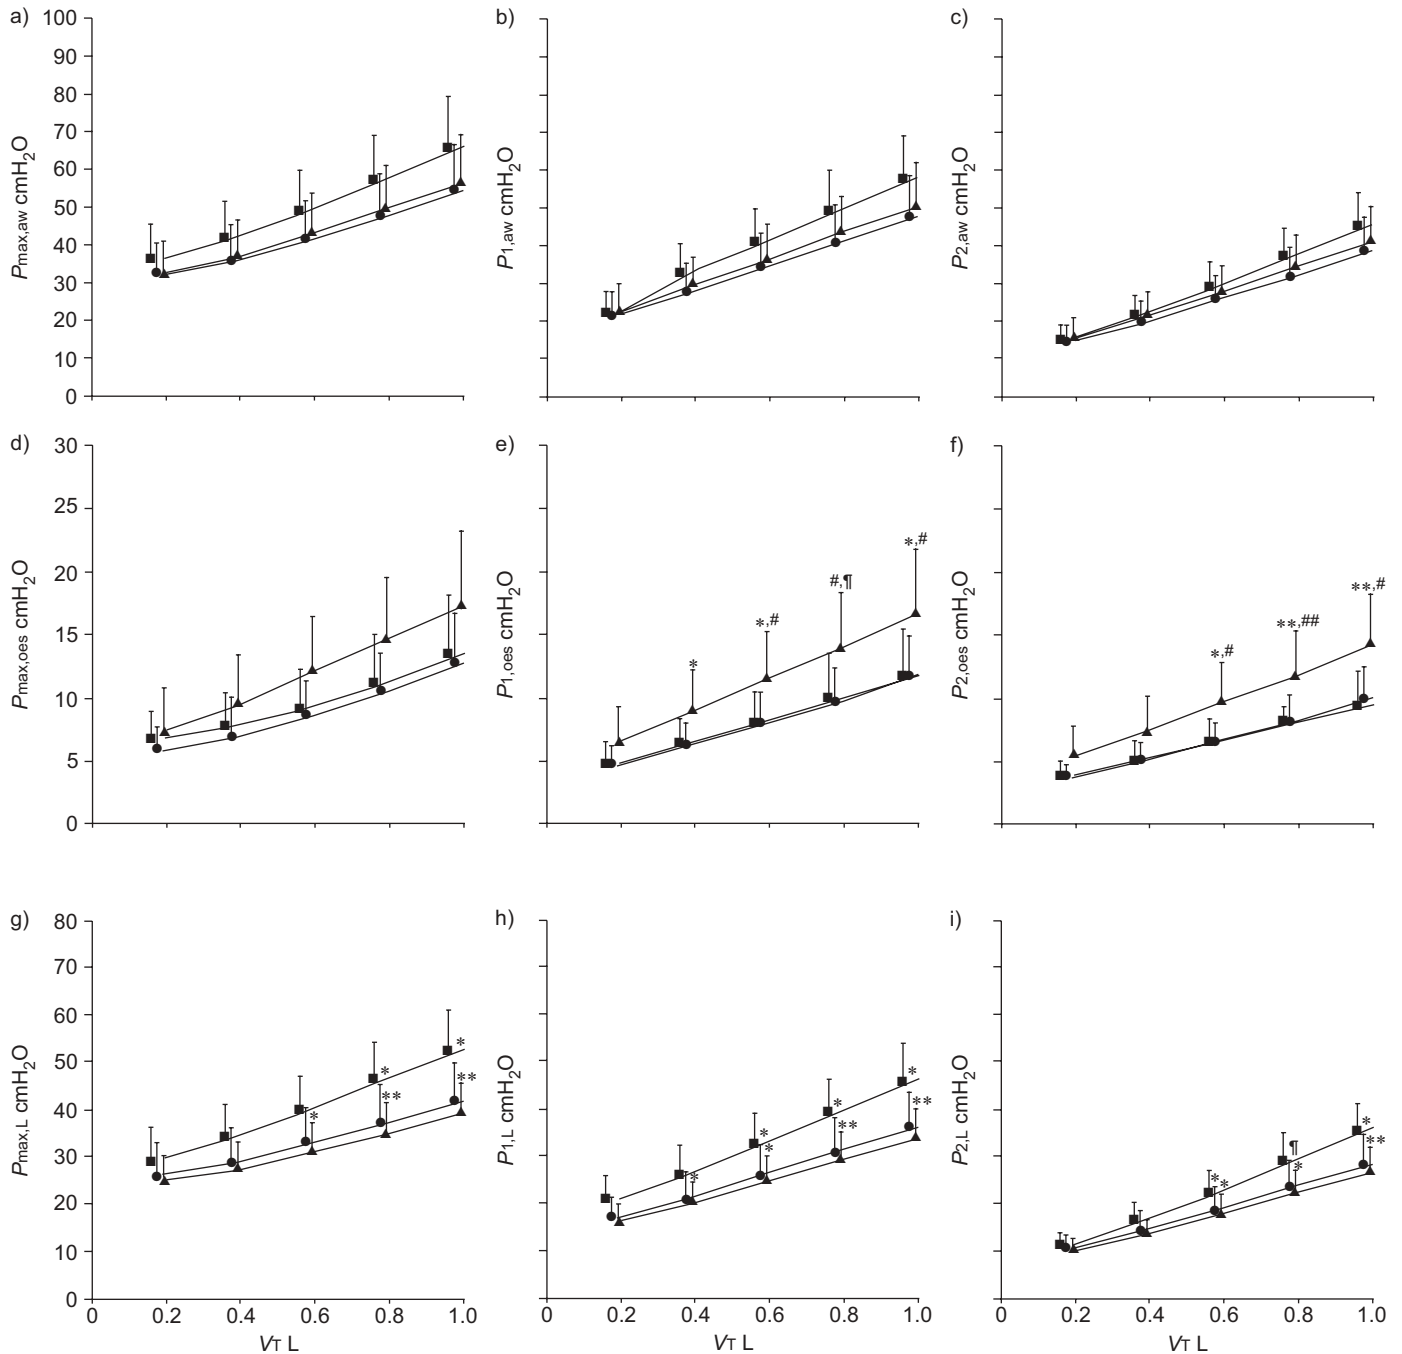 a) b) c)
100
90
80
70
60
50
40
30
20
10
0
Pmax,aw cmH2O
P1,aw cmH2O
P2,aw cmH2O
d) e) f)
30
25
20
15
10
5
0
Pmax,oes cmH2O
P1,oes cmH2O
* *,# #,¶ *,#
P2,oes cmH2O
*,# **,## **,#
g) h) i)
80
70
60
50
40
30
20
10
0
Pmax,L cmH2O
* * ** * **
P1,L cmH2O
* * * * ** * **
P2,L cmH2O
* * ¶ * * **
0 0.2 0.4 0.6 0.8 1.0
0 0.2 0.4 0.6 0.8 1.0
0 0.2 0.4 0.6 0.8 1.0
VT L
VT L
VT L